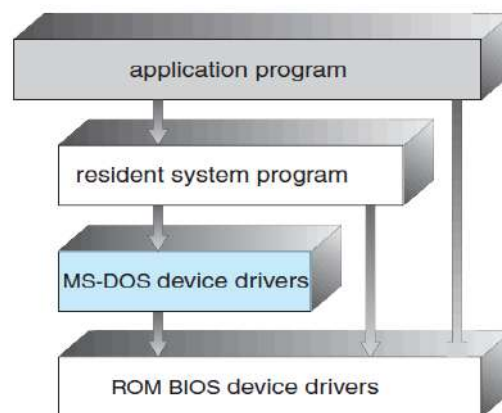 application program
resident system program
MS-DOS device drivers
ROM BIOS device drivers